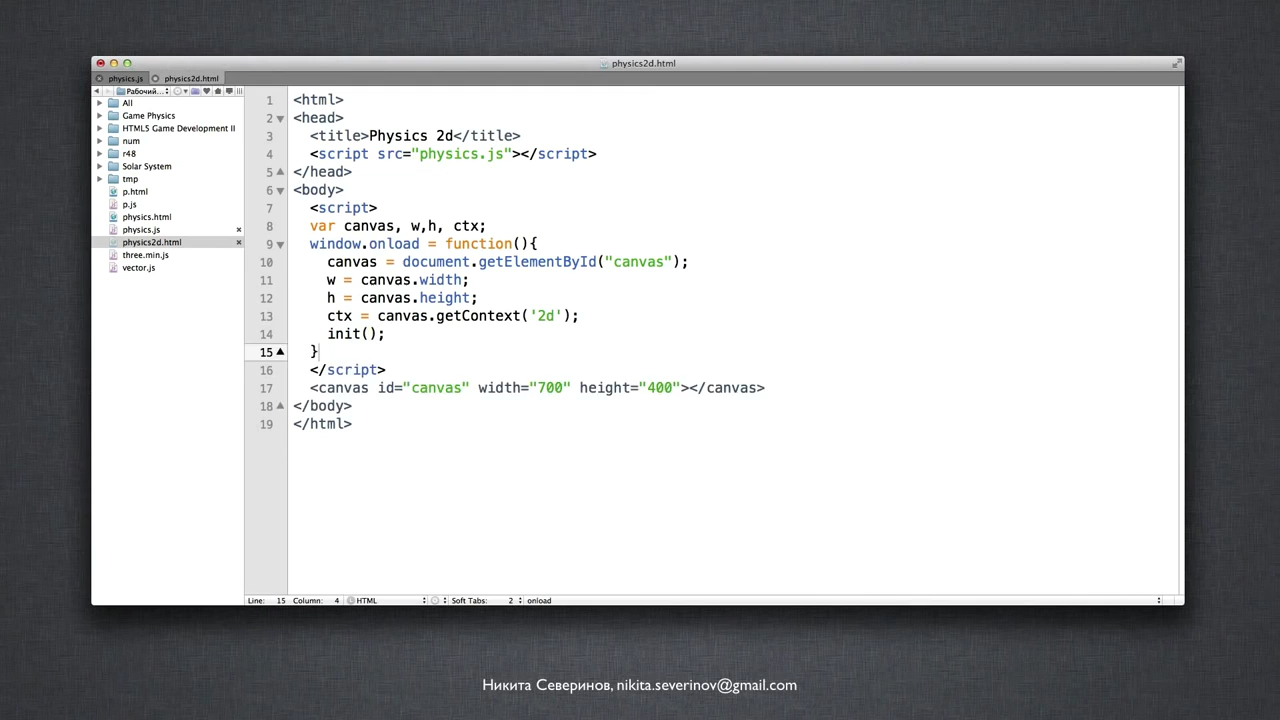 physics2d.html
physics.js physics2d.html
Рабочий...
All
Game Physics
HTML5 Game Development II
num
r48
Solar System
tmp
p.html
p.js
physics.html
physics.js
physics2d.html
three.min.js
vector.js
1 <html>
2 <head>
3 <title>Physics 2d</title>
4 <script src="physics.js"></script>
5 </head>
6 <body>
7 <script>
8 var canvas, w,h, ctx;
9 window.onload = function(){
10 canvas = document.getElementById("canvas");
11 w = canvas.width;
12 h = canvas.height;
13 ctx = canvas.getContext('2d');
14 init();
15 }
16 </script>
17 <canvas id="canvas" width="700" height="400"></canvas>
18 </body>
19 </html>
Line: 15 Column: 4 HTML Soft Tabs: 2 onload
Никита Северинов, nikita.severinov@gmail.com